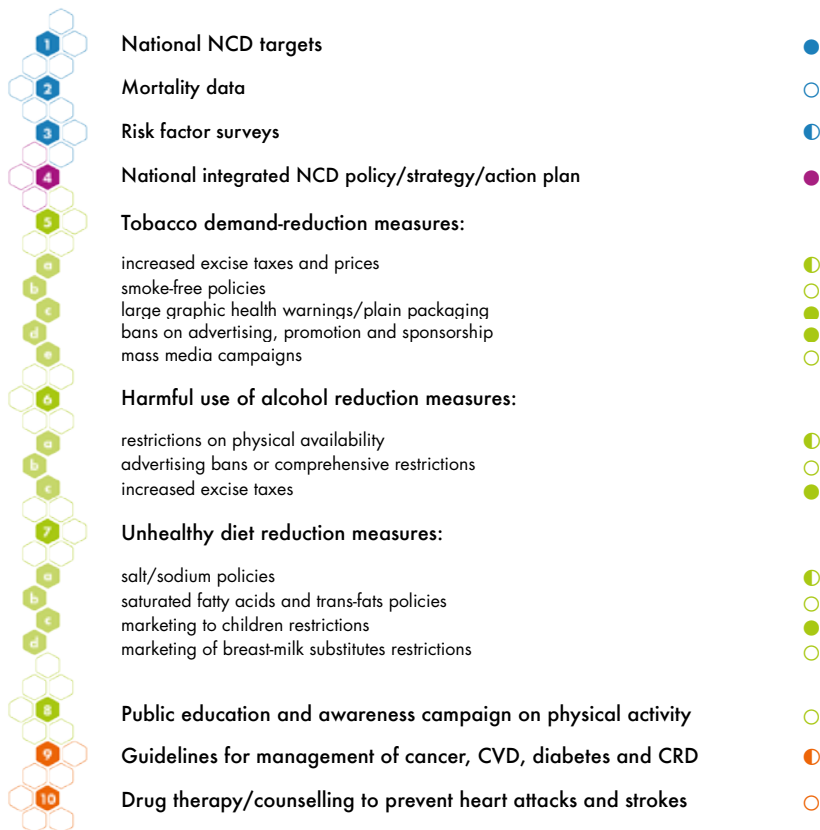 1 National NCD targets
2 Mortality data
3 Risk factor surveys
4 National integrated NCD policy/strategy/action plan
5 Tobacco demand-reduction measures:
a increased excise taxes and prices
b smoke-free policies
c large graphic health warnings/plain packaging
d bans on advertising, promotion and sponsorship
e mass media campaigns
6 Harmful use of alcohol reduction measures:
a restrictions on physical availability
b advertising bans or comprehensive restrictions
c increased excise taxes
7 Unhealthy diet reduction measures:
a salt/sodium policies
b saturated fatty acids and trans-fats policies
c marketing to children restrictions
d marketing of breast-milk substitutes restrictions
8 Public education and awareness campaign on physical activity
9 Guidelines for management of cancer, CVD, diabetes and CRD
10 Drug therapy/counselling to prevent heart attacks and strokes